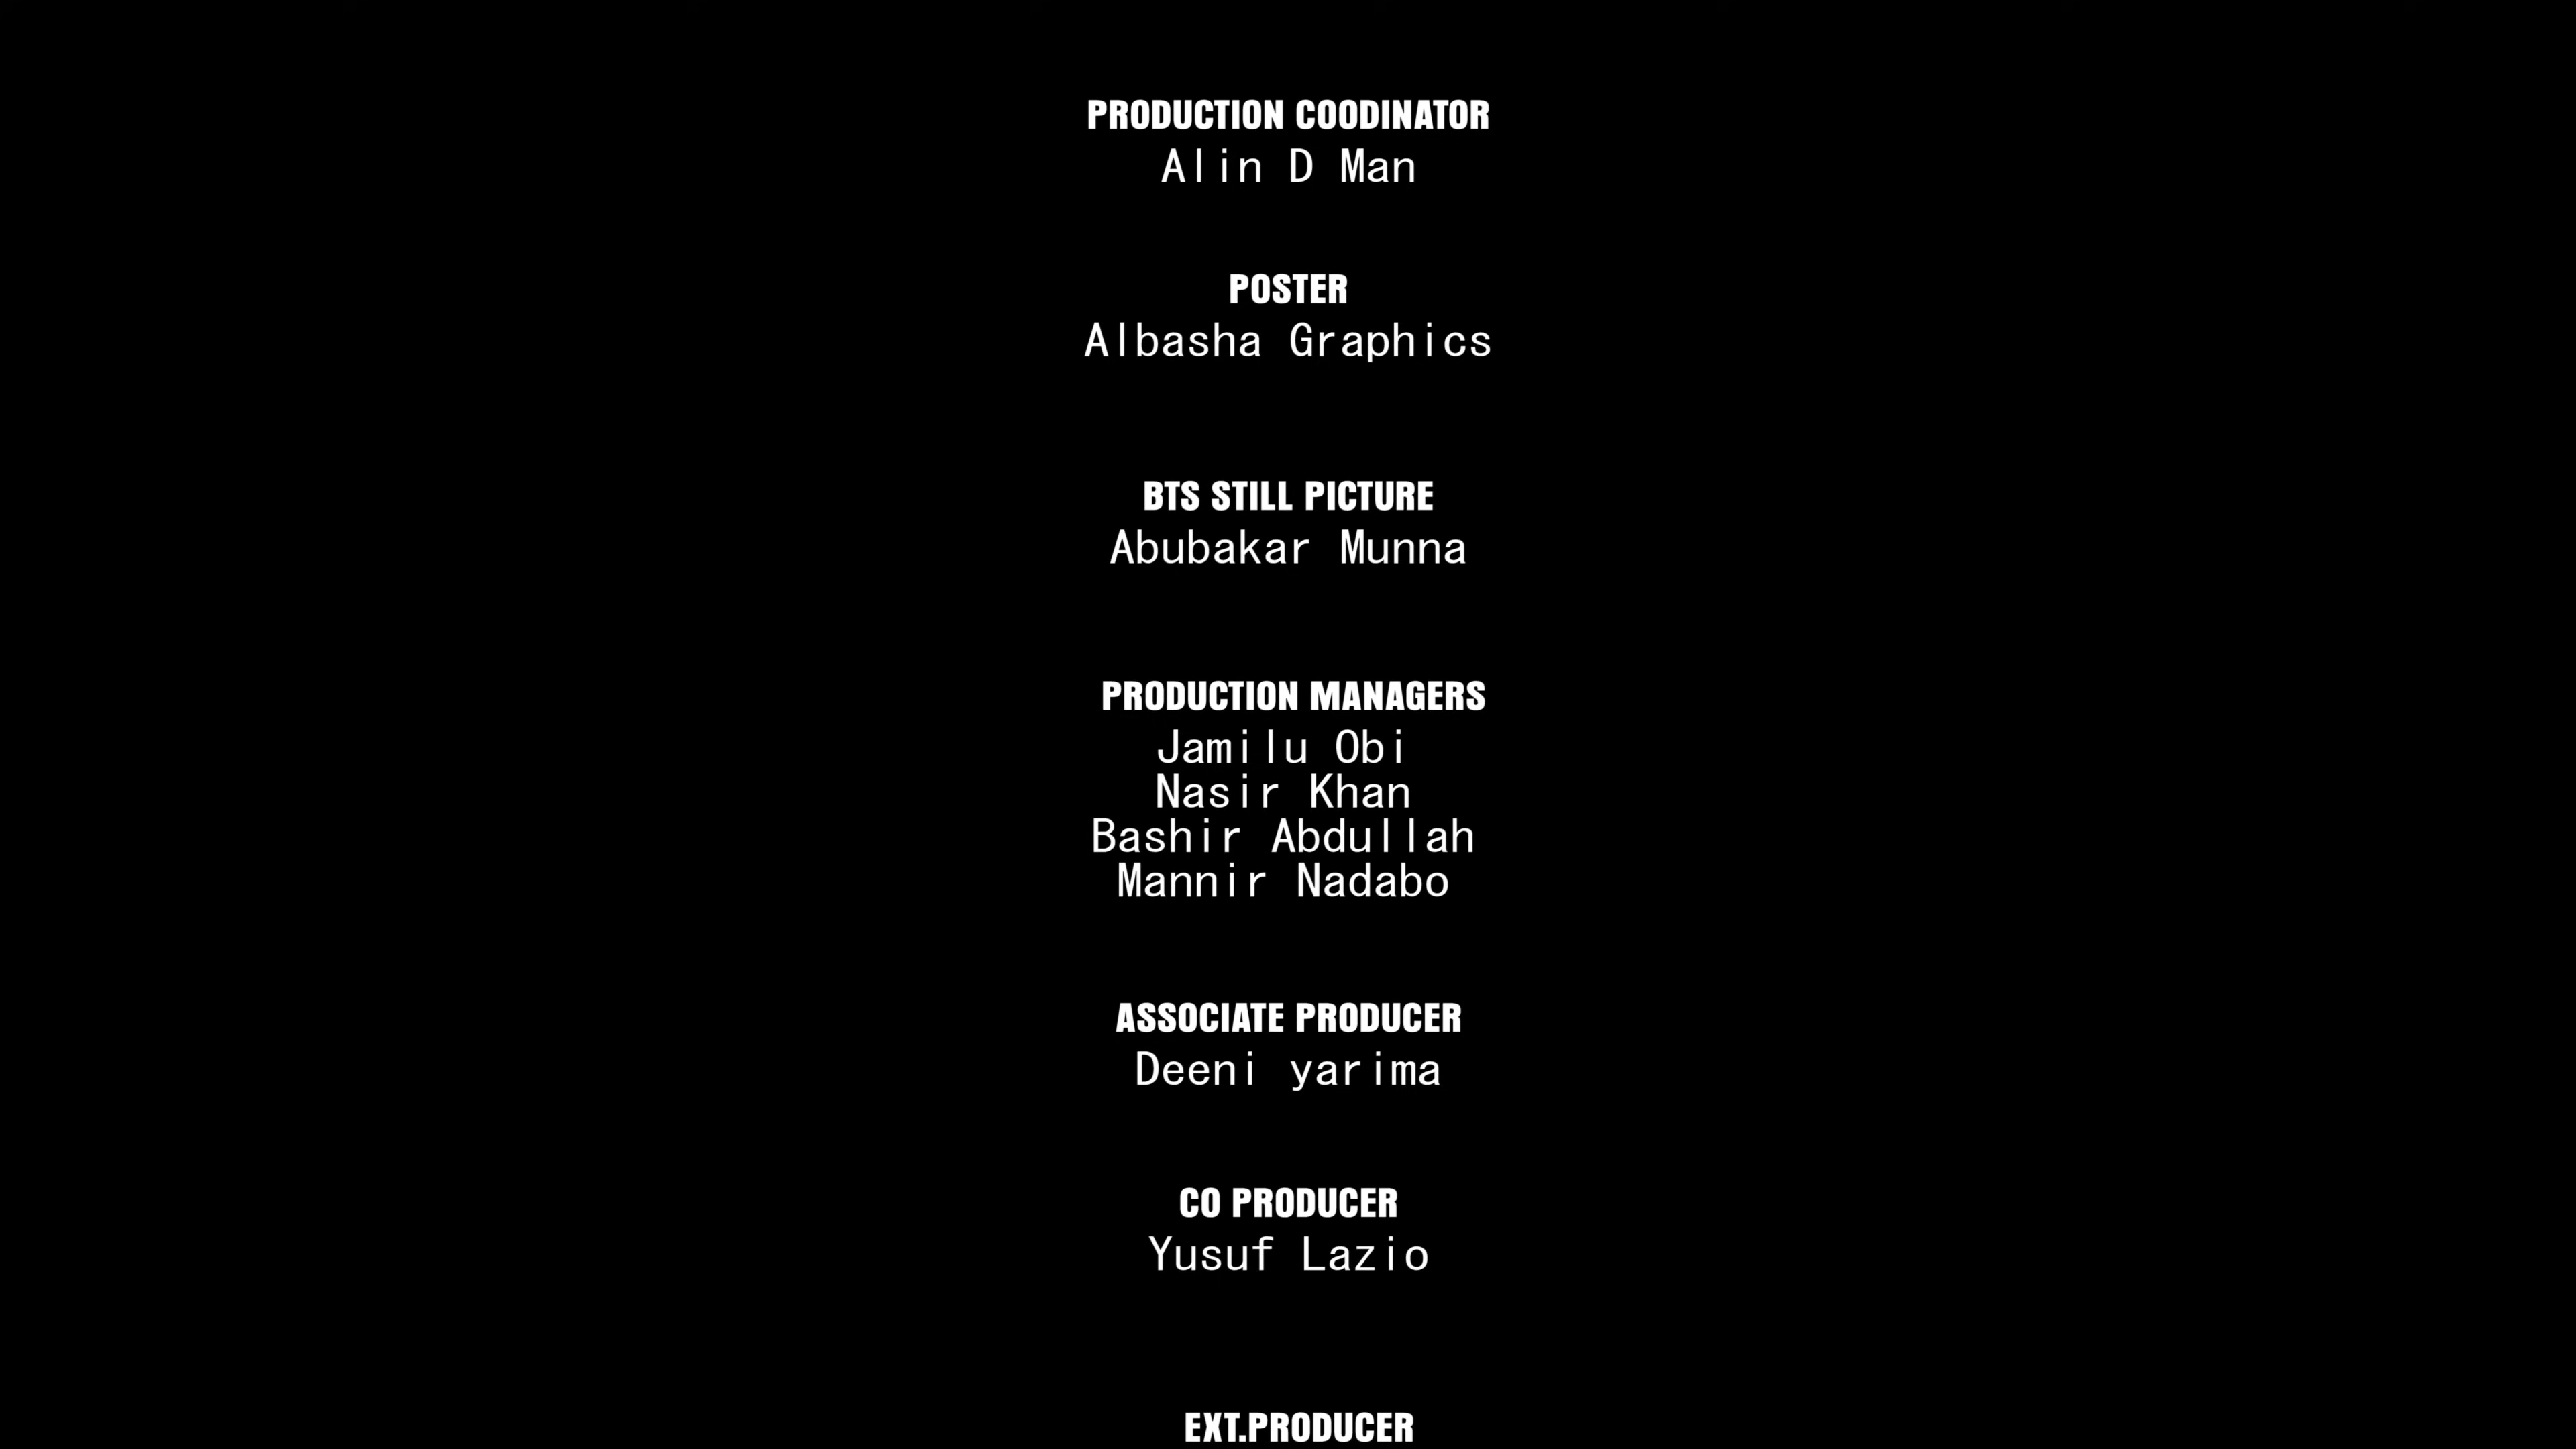 PRODUCTION COODINATOR
Alin D Man
POSTER
Albasha Graphics
BTS STILL PICTURE
Abubakar Munna
PRODUCTION MANAGERS
Jamilu Obi
Nasir Khan
Bashir Abdullah
Mannir Nadabo
ASSOCIATE PRODUCER
Deeni yarima
CO PRODUCER
Yusuf Lazio
EXT.PRODUCER